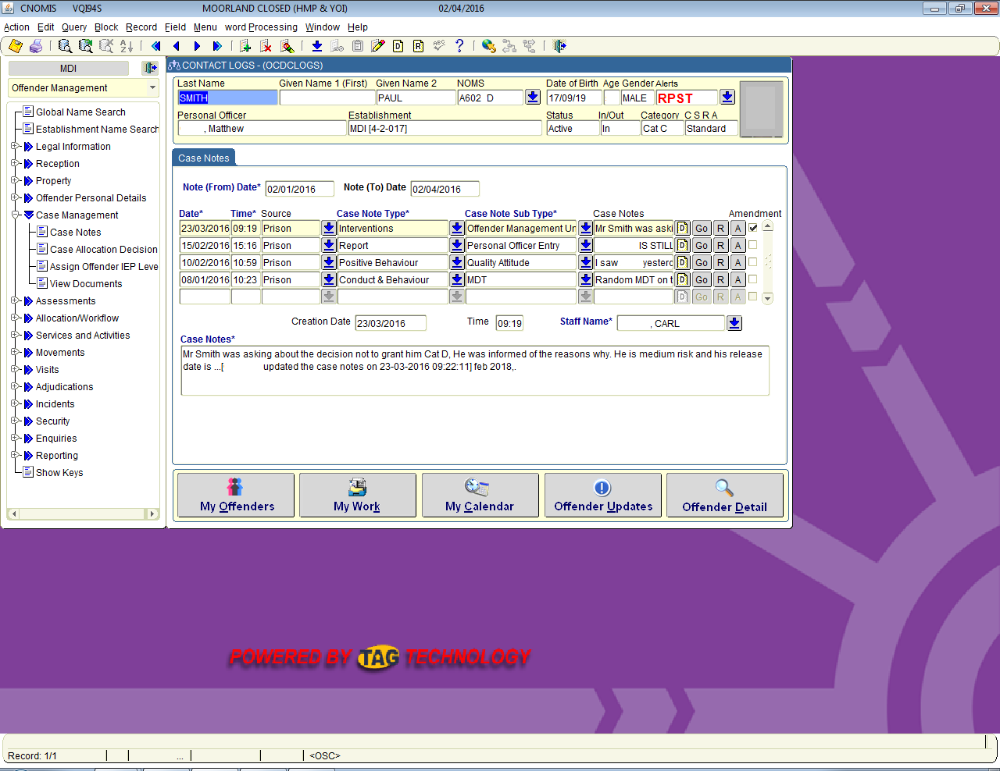 CNOMIS VQI94S MOORLAND CLOSED (HMP & YOI) 02/04/2016
Action Edit Query Block Record Field Menu word Processing Window Help
MDI
Offender Management
Global Name Search
Establishment Name Search
Legal Information
Reception
Property
Offender Personal Details
Case Management
Case Notes
Case Allocation Decision
Assign Offender IEP Leve
View Documents
Assessments
Allocation/Workflow
Services and Activities
Movements
Visits
Adjudications
Incidents
Security
Enquiries
Reporting
Show Keys
CONTACT LOGS - (OCDCLOGS)
Last Name Given Name 1 (First) Given Name 2 NOMS Date of Birth Age Gender Alerts
SMITH PAUL A602 D 17/09/19 MALE RPST
Personal Officer Establishment Status In/Out Category C S R A
, Matthew MDI [4-2-017] Active In Cat C Standard
Case Notes
Note (From) Date* 02/01/2016 Note (To) Date 02/04/2016
Date* Time* Source Case Note Type* Case Note Sub Type* Case Notes Amendment
23/03/2016 09:19 Prison Interventions Offender Management Un Mr Smith was aski D Go R A
15/02/2016 15:16 Prison Report Personal Officer Entry IS STILL D Go R A
10/02/2016 10:59 Prison Positive Behaviour Quality Attitude I saw yesterd D Go R A
08/01/2016 10:23 Prison Conduct & Behaviour MDT Random MDT on t D Go R A
D Go R A
Creation Date 23/03/2016 Time 09:19 Staff Name* , CARL
Case Notes*
Mr Smith was asking about the decision not to grant him Cat D, He was informed of the reasons why. He is medium risk and his release
date is ...[ updated the case notes on 23-03-2016 09:22:11] feb 2018,.
My Offenders My Work My Calendar Offender Updates Offender Detail
POWERED BY TAG TECHNOLOGY
Record: 1/1 ... <OSC>